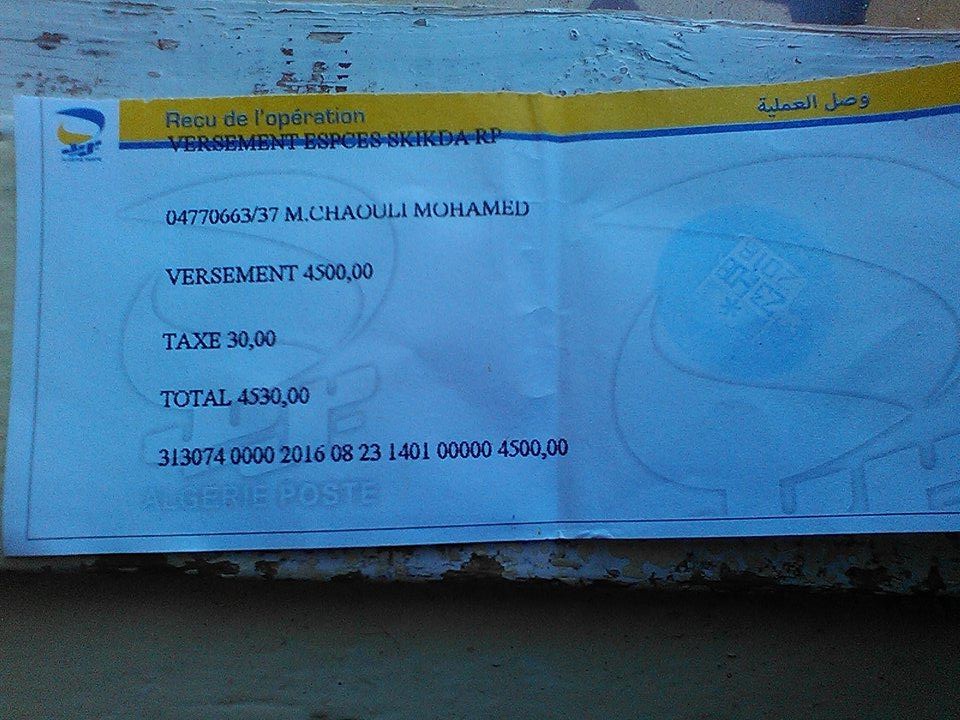 Reçu de l'opération
وصل العملية
VERSEMENT ESPCES SKIKDA RP
04770663/37 M.CHAOULI MOHAMED
VERSEMENT 4500,00
TAXE 30,00
TOTAL 4530,00
313074 0000 2016 08 23 1401 00000 4500,00
ALGERIE POSTE